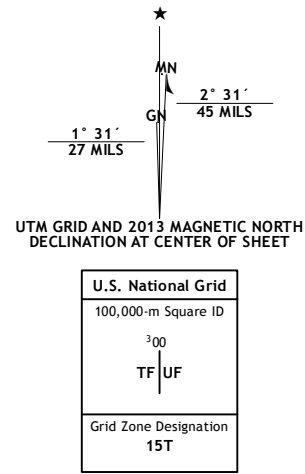 ★
MN
2° 31´
45 MILS
GN
1° 31´
27 MILS
UTM GRID AND 2013 MAGNETIC NORTH
DECLINATION AT CENTER OF SHEET
U.S. National Grid
100,000-m Square ID
³00
TF UF
Grid Zone Designation
15T